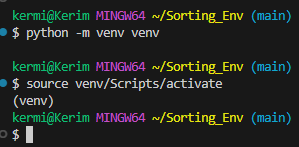 kermi@Kerim MINGW64 ~/Sorting_Env (main)
$ python -m venv venv

kermi@Kerim MINGW64 ~/Sorting_Env (main)
$ source venv/Scripts/activate
(venv)
kermi@Kerim MINGW64 ~/Sorting_Env (main)
$